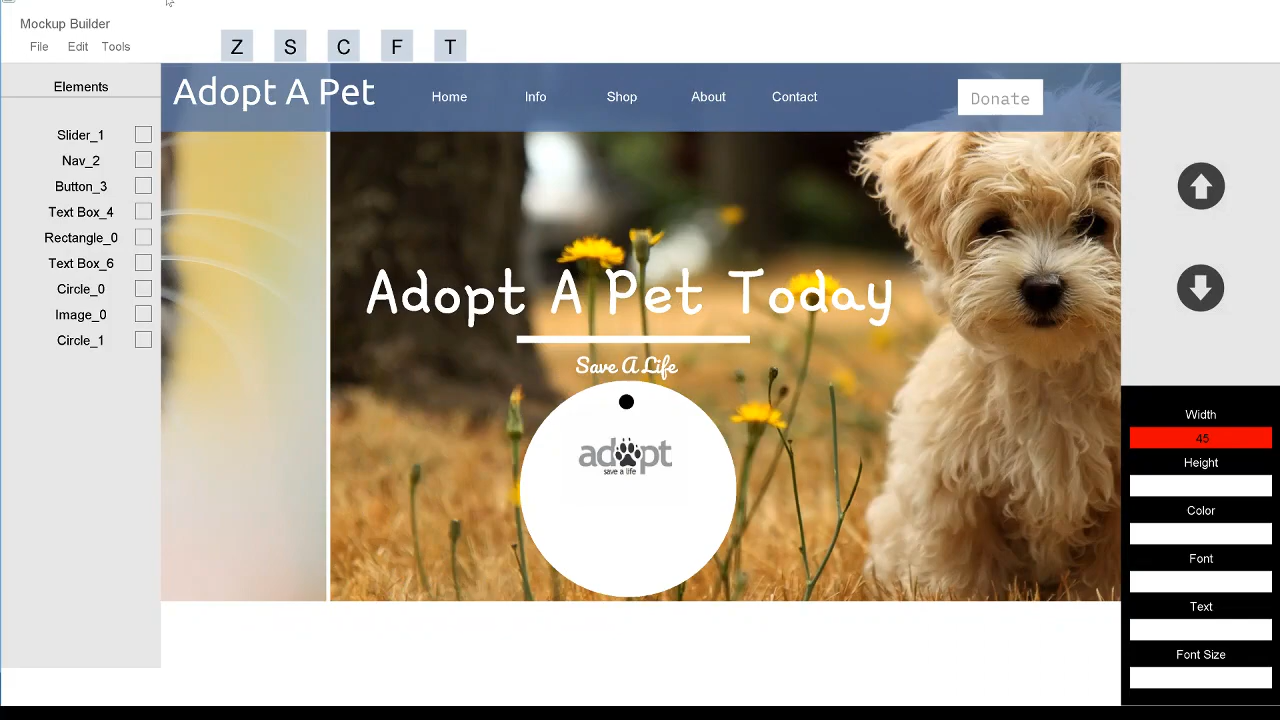 Mockup Builder
File Edit Tools
Z S C F T
Elements
Slider_1
Nav_2
Button_3
Text Box_4
Rectangle_0
Text Box_6
Circle_0
Image_0
Circle_1
Adopt A Pet Home Info Shop About Contact Donate
Adopt A Pet Today
Save A Life
adopt
save a life
Width
45
Height
Color
Font
Text
Font Size